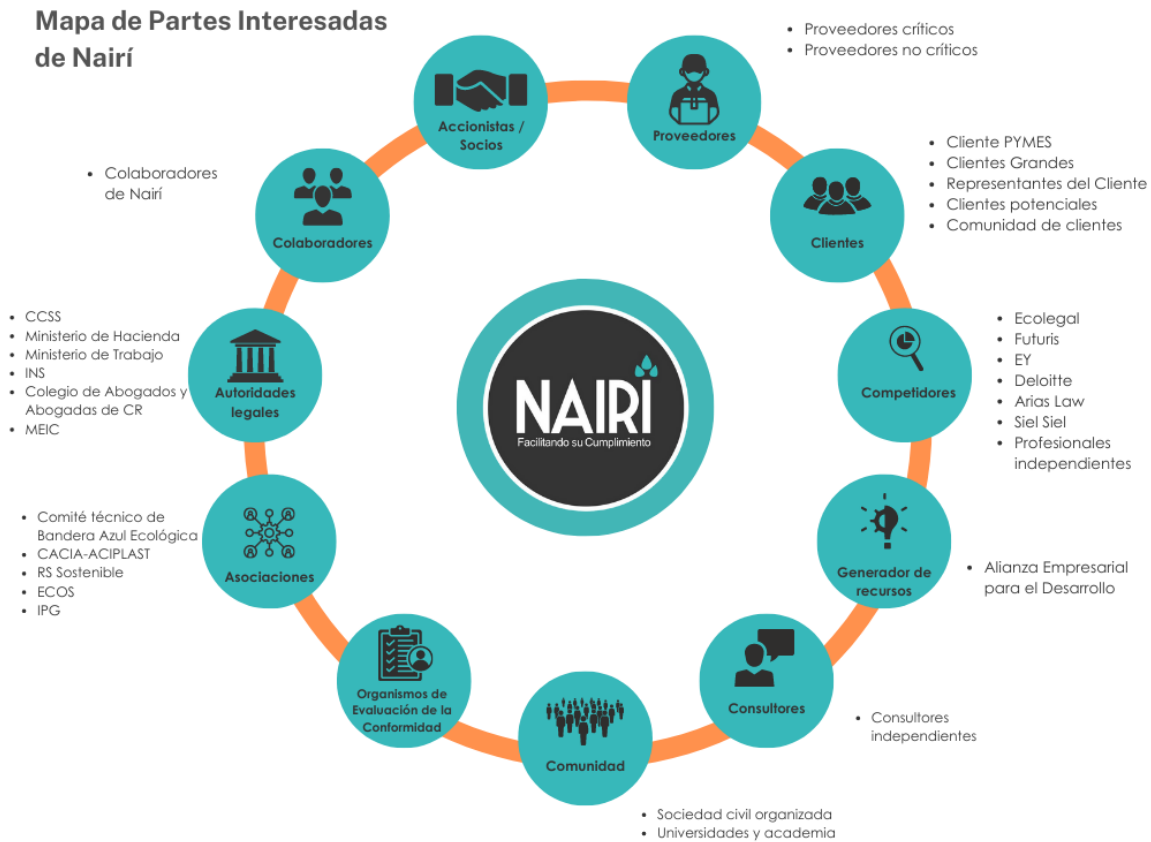 Mapa de Partes Interesadas
de Nairí
Accionistas /
Socios
Proveedores
• Proveedores críticos
• Proveedores no críticos
Clientes
• Cliente PYMES
• Clientes Grandes
• Representantes del Cliente
• Clientes potenciales
• Comunidad de clientes
Competidores
• Ecolegal
• Futuris
• EY
• Deloitte
• Arias Law
• Siel Siel
• Profesionales
independientes
Generador de
recursos
• Alianza Empresarial
para el Desarrollo
Consultores
• Consultores
independientes
Comunidad
• Sociedad civil organizada
• Universidades y academia
Organismos de
Evaluación de la
Conformidad
Asociaciones
• Comité técnico de
Bandera Azul Ecológica
• CACIA-ACIPLAST
• RS Sostenible
• ECOS
• IPG
Autoridades
legales
• CCSS
• Ministerio de Hacienda
• Ministerio de Trabajo
• INS
• Colegio de Abogados y
Abogadas de CR
• MEIC
Colaboradores
• Colaboradores
de Nairí
NAIRÍ
Facilitando su Cumplimiento